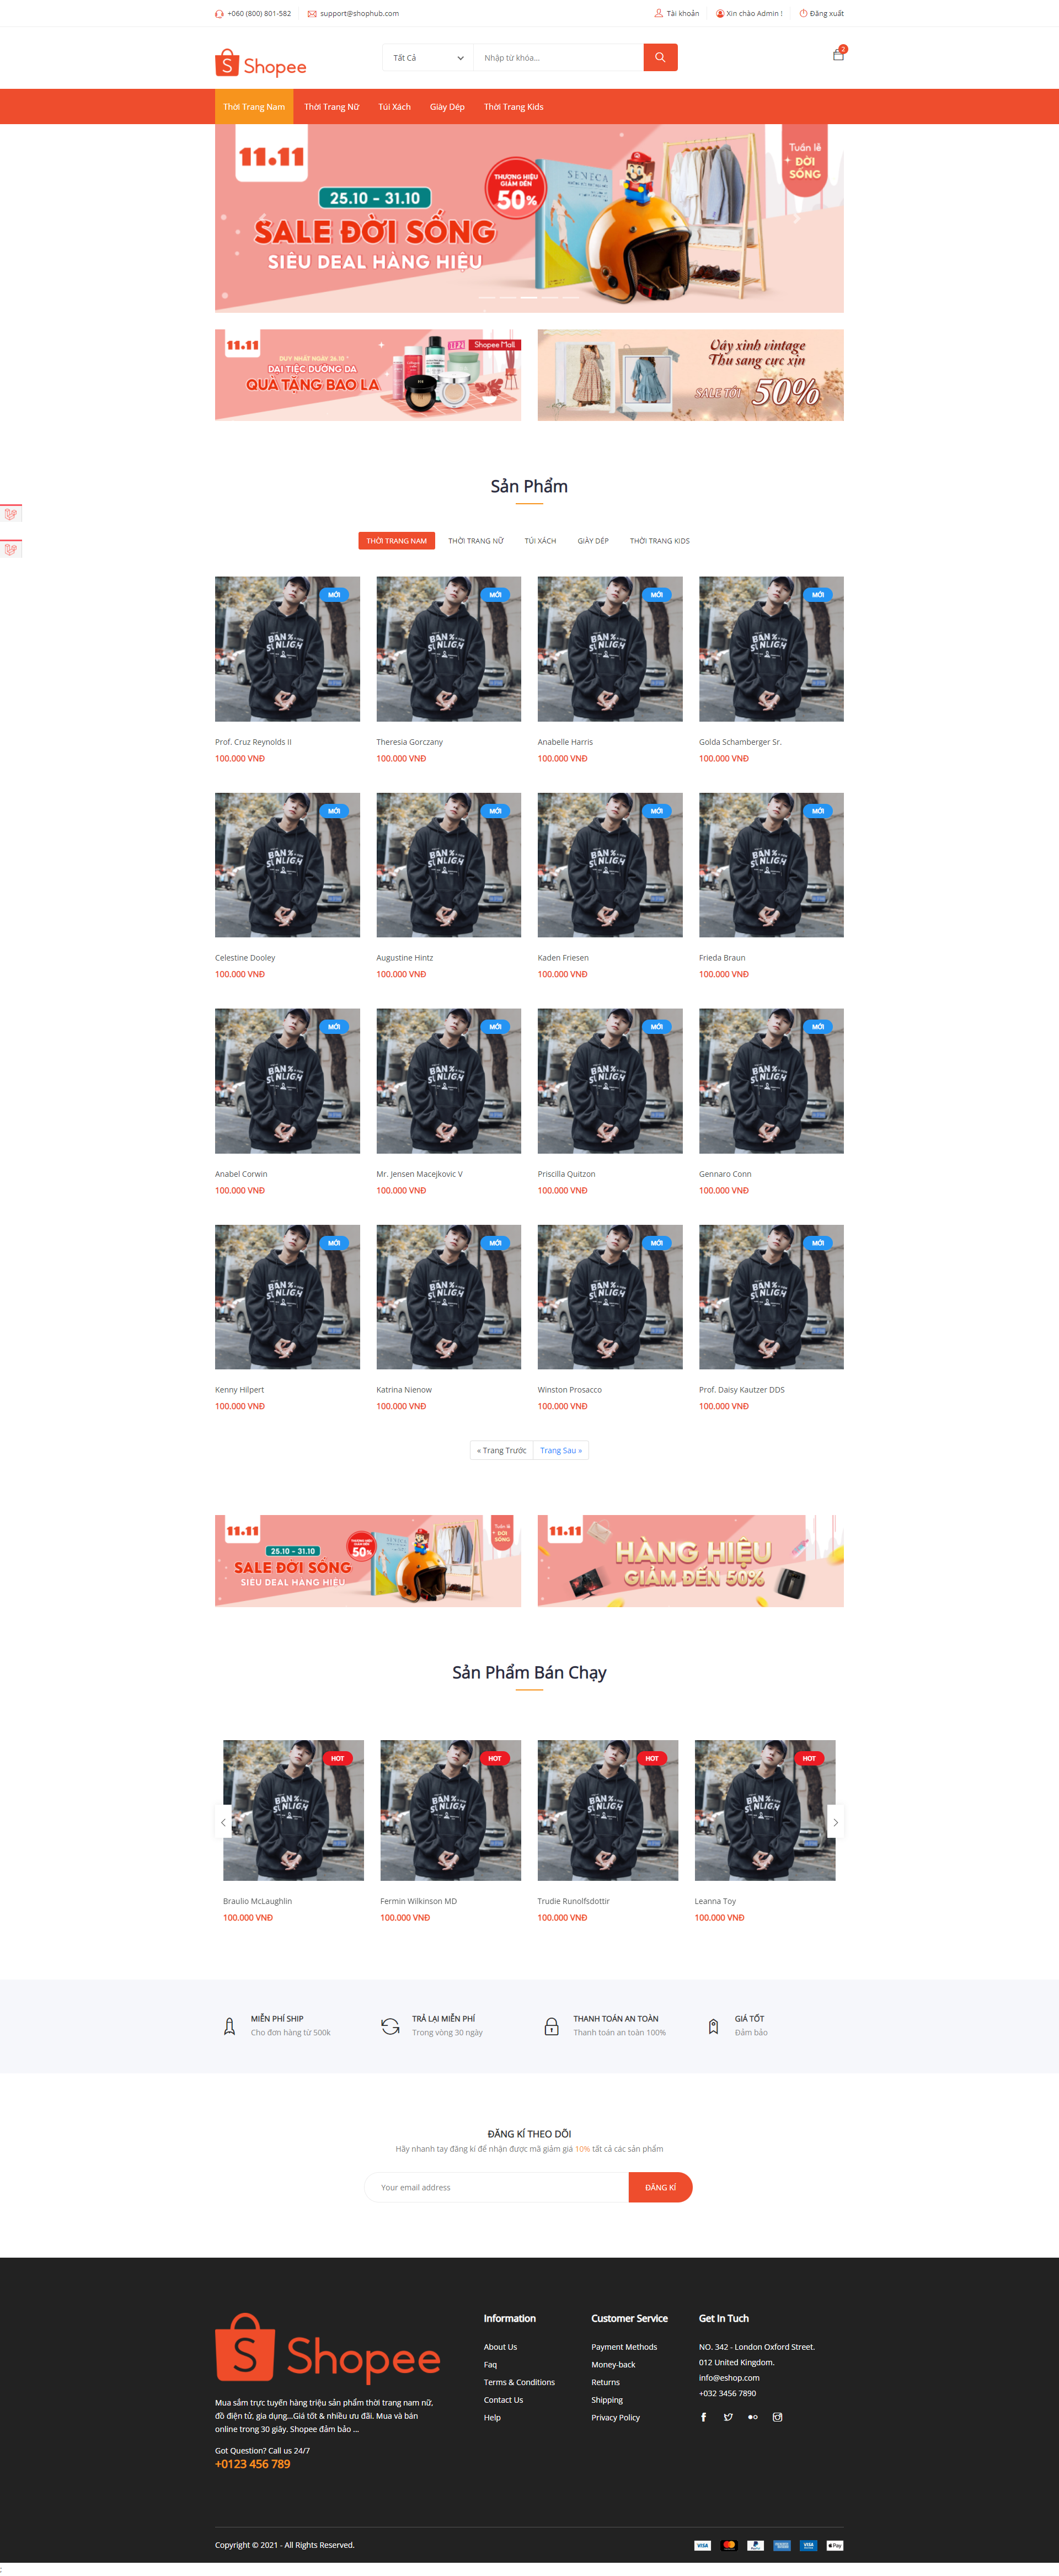 +060 (800) 801-582 support@shophub.com Tài khoản Xin chào Admin ! Đăng xuất
Shopee
Tất Cả Nhập từ khóa...
2
Thời Trang Nam Thời Trang Nữ Túi Xách Giày Dép Thời Trang Kids
11.11
Tuần lễ
ĐỜI
SỐNG
25.10 - 31.10
THƯƠNG HIỆU
GIẢM ĐẾN
50%
SENECA
SALE ĐỜI SỐNG
SIÊU DEAL HÀNG HIỆU
11.11
DUY NHẤT NGÀY 26.10
ĐẠI TIỆC DƯỠNG DA
QUÀ TẶNG BAO LA
Shopee Mall
Váy xinh vintage
Thu sang cực xịn
SALE TỚI 50%
Sản Phẩm
THỜI TRANG NAM THỜI TRANG NỮ TÚI XÁCH GIÀY DÉP THỜI TRANG KIDS
MỚI MỚI MỚI MỚI
Prof. Cruz Reynolds II Theresia Gorczany Anabelle Harris Golda Schamberger Sr.
100.000 VNĐ 100.000 VNĐ 100.000 VNĐ 100.000 VNĐ
MỚI MỚI MỚI MỚI
Celestine Dooley Augustine Hintz Kaden Friesen Frieda Braun
100.000 VNĐ 100.000 VNĐ 100.000 VNĐ 100.000 VNĐ
MỚI MỚI MỚI MỚI
Anabel Corwin Mr. Jensen Macejkovic V Priscilla Quitzon Gennaro Conn
100.000 VNĐ 100.000 VNĐ 100.000 VNĐ 100.000 VNĐ
MỚI MỚI MỚI MỚI
Kenny Hilpert Katrina Nienow Winston Prosacco Prof. Daisy Kautzer DDS
100.000 VNĐ 100.000 VNĐ 100.000 VNĐ 100.000 VNĐ
« Trang Trước Trang Sau »
11.11
Tuần lễ
ĐỜI
SỐNG
25.10 - 31.10
THƯƠNG HIỆU
GIẢM ĐẾN
50%
SALE ĐỜI SỐNG
SIÊU DEAL HÀNG HIỆU
11.11
HÀNG HIỆU
GIẢM ĐẾN 50%
Sản Phẩm Bán Chạy
HOT HOT HOT HOT
Braulio McLaughlin Fermin Wilkinson MD Trudie Runolfsdottir Leanna Toy
100.000 VNĐ 100.000 VNĐ 100.000 VNĐ 100.000 VNĐ
MIỄN PHÍ SHIP TRẢ LẠI MIỄN PHÍ THANH TOÁN AN TOÀN GIÁ TỐT
Cho đơn hàng từ 500k Trong vòng 30 ngày Thanh toán an toàn 100% Đảm bảo
ĐĂNG KÍ THEO DÕI
Hãy nhanh tay đăng kí để nhận được mã giảm giá 10% tất cả các sản phẩm
Your email address ĐĂNG KÍ
Shopee
Mua sắm trực tuyến hàng triệu sản phẩm thời trang nam nữ,
đồ điện tử, gia dụng...Giá tốt & nhiều ưu đãi. Mua và bán
online trong 30 giây. Shopee đảm bảo ...
Got Question? Call us 24/7
+0123 456 789
Information
About Us
Faq
Terms & Conditions
Contact Us
Help
Customer Service
Payment Methods
Money-back
Returns
Shipping
Privacy Policy
Get In Tuch
NO. 342 - London Oxford Street.
012 United Kingdom.
info@eshop.com
+032 3456 7890
Copyright © 2021 - All Rights Reserved.
VISA PayPal VISA Pay
;